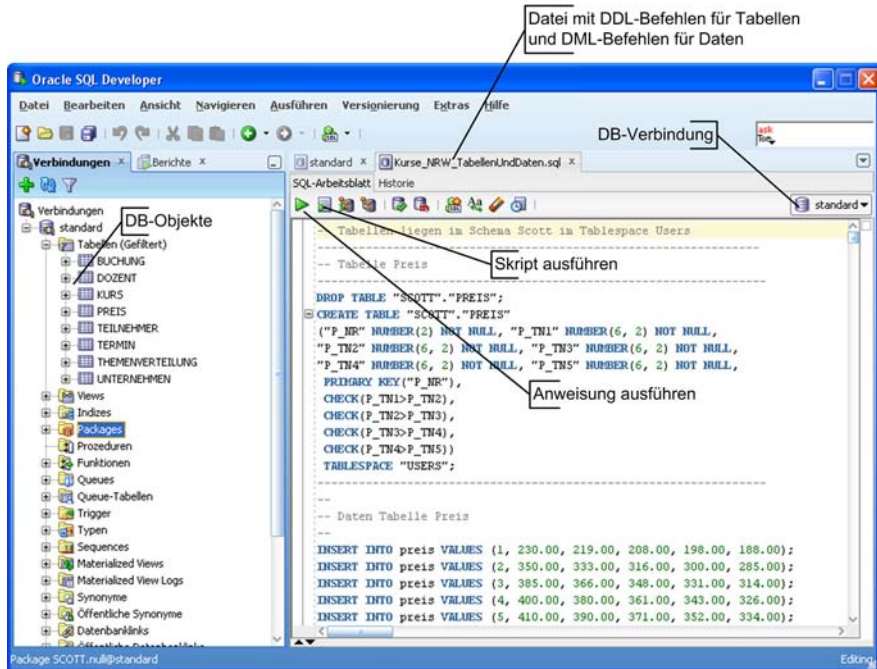 Datei mit DDL-Befehlen für Tabellen
und DML-Befehlen für Daten
Oracle SQL Developer
Datei Bearbeiten Ansicht Navigieren Ausführen Versionierung Extras Hilfe
DB-Verbindung
ask
Tom
Verbindungen x Berichte x
standard x Kurse_NRW_TabellenUndDaten.sql x
SQL-Arbeitsblatt Historie
standard
Verbindungen
standard
DB-Objekte
Tabellen (Gefiltert)
BUCHUNG
DOZENT
KURS
PREIS
TEILNEHMER
TERMIN
THEMENVERTEILUNG
UNTERNEHMEN
Views
Indizes
Packages
Prozeduren
Funktionen
Queues
Queue-Tabellen
Trigger
Typen
Sequences
Materialized Views
Materialized View Logs
Synonyme
Öffentliche Synonyme
Datenbanklinks
Öffentliche Datenbanklinks
-- Tabellen liegen im Schema Scott im Tablespace Users
-- Tabelle Preis
Skript ausführen
DROP TABLE "SCOTT"."PREIS";
CREATE TABLE "SCOTT"."PREIS"
("P_NR" NUMBER(2) NOT NULL, "P_TN1" NUMBER(6, 2) NOT NULL,
"P_TN2" NUMBER(6, 2) NOT NULL, "P_TN3" NUMBER(6, 2) NOT NULL,
"P_TN4" NUMBER(6, 2) NOT NULL, "P_TN5" NUMBER(6, 2) NOT NULL,
PRIMARY KEY("P_NR"),
Anweisung ausführen
CHECK(P_TN1>P_TN2),
CHECK(P_TN2>P_TN3),
CHECK(P_TN3>P_TN4),
CHECK(P_TN4>P_TN5))
TABLESPACE "USERS";
--
-- Daten Tabelle Preis
--
INSERT INTO preis VALUES (1, 230.00, 219.00, 208.00, 198.00, 188.00);
INSERT INTO preis VALUES (2, 350.00, 333.00, 316.00, 300.00, 285.00);
INSERT INTO preis VALUES (3, 385.00, 366.00, 348.00, 331.00, 314.00);
INSERT INTO preis VALUES (4, 400.00, 380.00, 361.00, 343.00, 326.00);
INSERT INTO preis VALUES (5, 410.00, 390.00, 371.00, 352.00, 334.00);
Package SCOTT.null@standard
Editing